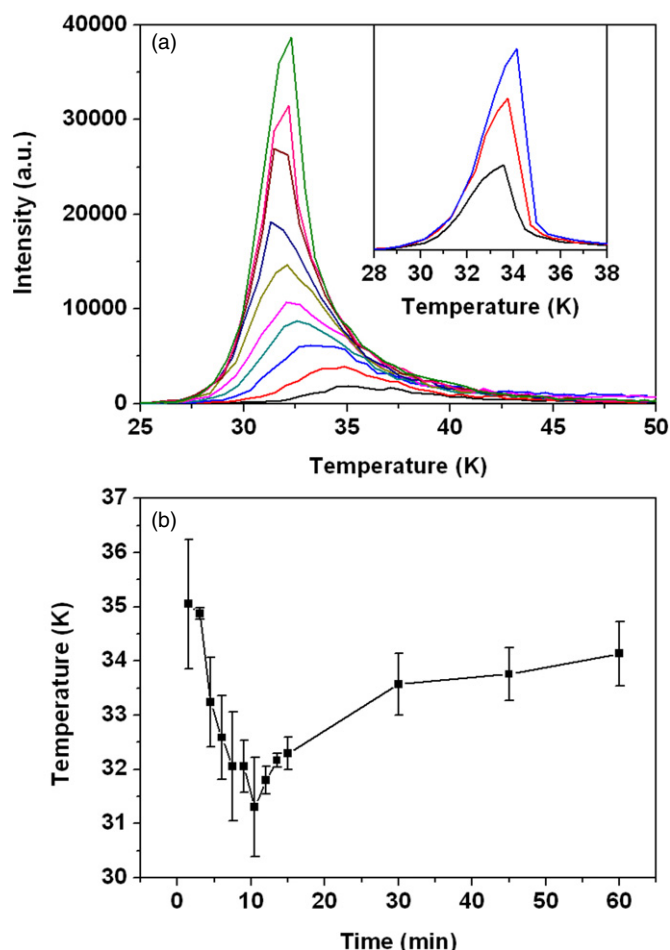 (a)
40000
30000
20000
10000
0
Intensity (a.u.)
25 30 35 40 45 50
Temperature (K)
28 30 32 34 36 38
Temperature (K)
(b)
37
36
35
34
33
32
31
30
Temperature (K)
0 10 20 30 40 50 60
Time (min)